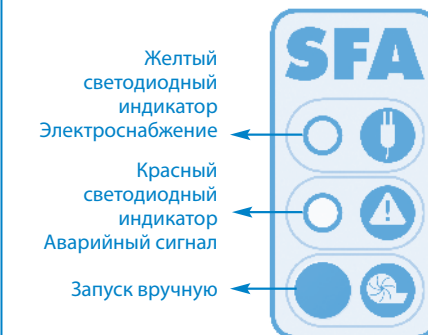 SFA
Желтый
светодиодный
индикатор
Электроснабжение
Красный
светодиодный
индикатор
Аварийный сигнал
Запуск вручную